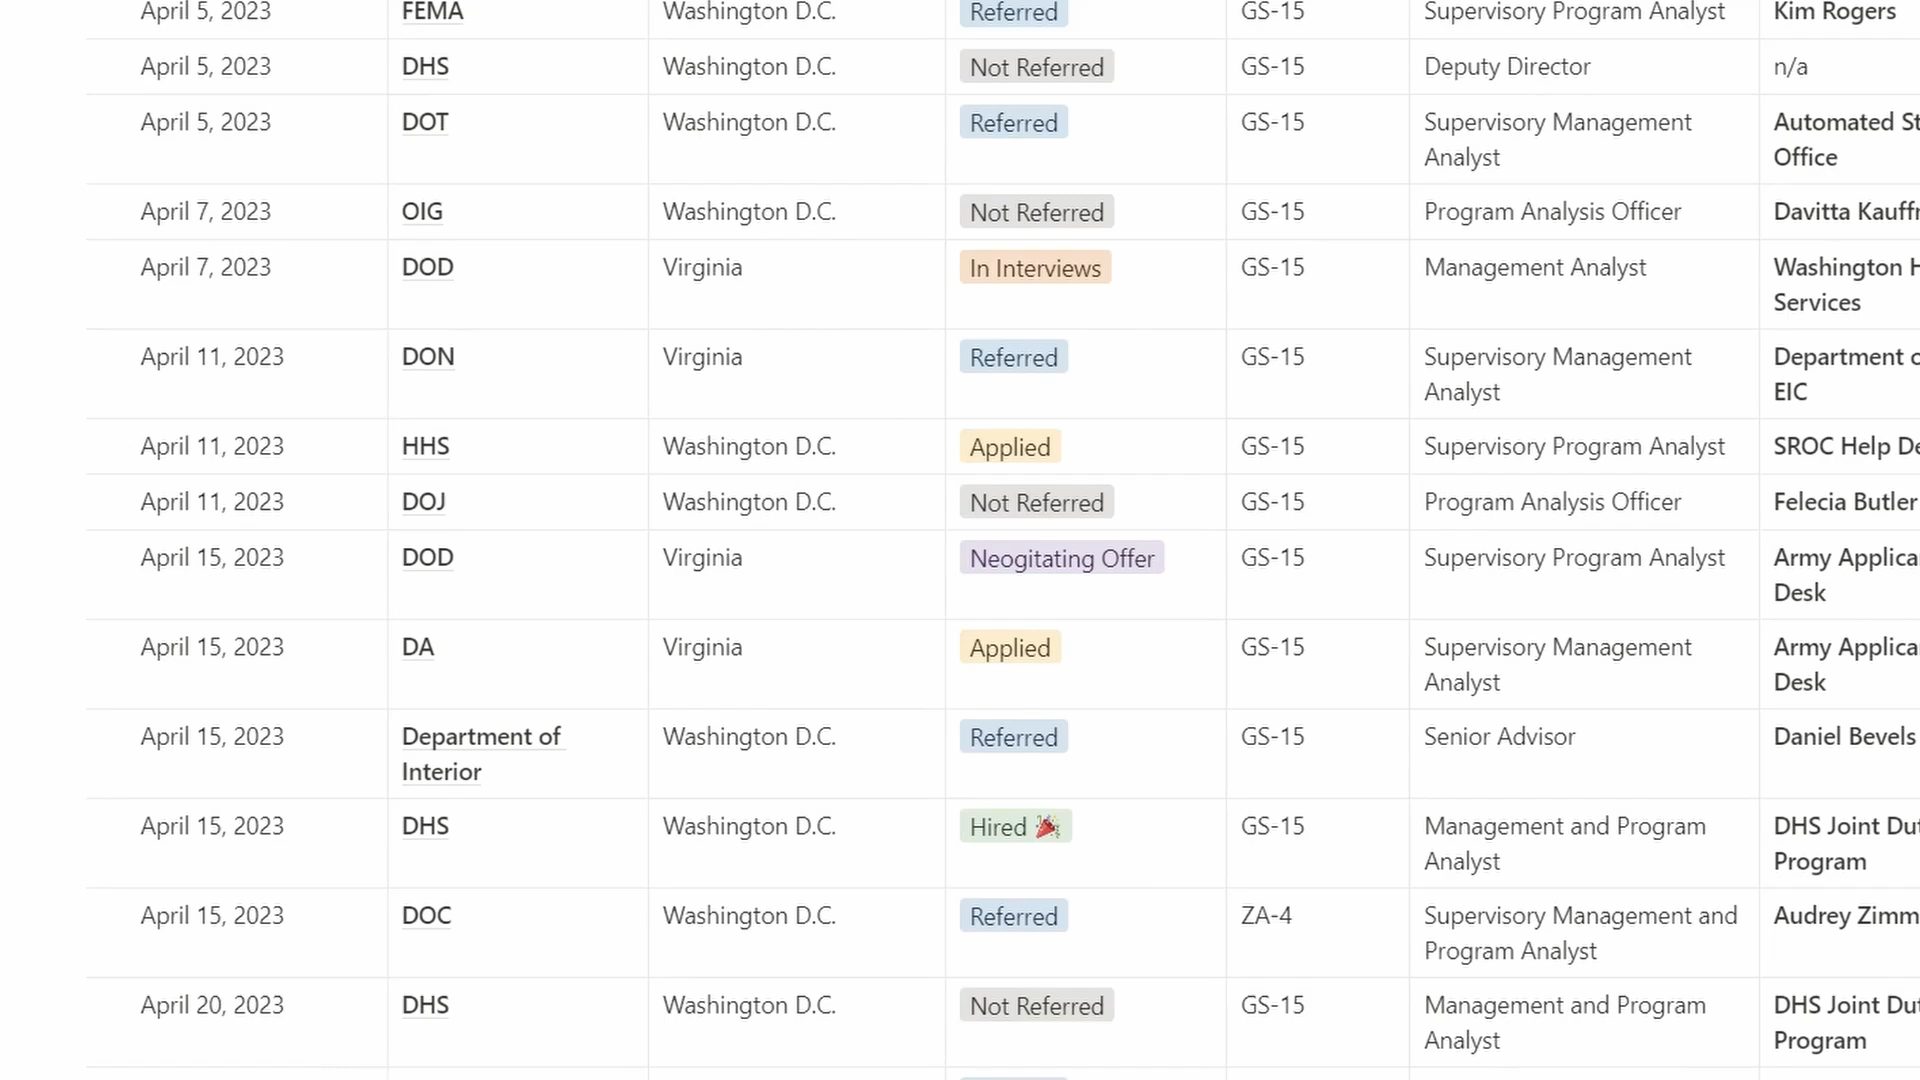 April 5, 2023 FEMA Washington D.C. Referred GS-15 Supervisory Program Analyst Kim Rogers
April 5, 2023 DHS Washington D.C. Not Referred GS-15 Deputy Director n/a
April 5, 2023 DOT Washington D.C. Referred GS-15 Supervisory Management Automated St
Analyst Office
April 7, 2023 OIG Washington D.C. Not Referred GS-15 Program Analysis Officer Davitta Kauffr
April 7, 2023 DOD Virginia In Interviews GS-15 Management Analyst Washington H
Services
April 11, 2023 DON Virginia Referred GS-15 Supervisory Management Department o
Analyst EIC
April 11, 2023 HHS Washington D.C. Applied GS-15 Supervisory Program Analyst SROC Help De
April 11, 2023 DOJ Washington D.C. Not Referred GS-15 Program Analysis Officer Felecia Butler
April 15, 2023 DOD Virginia Neogitating Offer GS-15 Supervisory Program Analyst Army Applica
Desk
April 15, 2023 DA Virginia Applied GS-15 Supervisory Management Army Applica
Analyst Desk
April 15, 2023 Department of Washington D.C. Referred GS-15 Senior Advisor Daniel Bevels
Interior
April 15, 2023 DHS Washington D.C. Hired 🎉 GS-15 Management and Program DHS Joint Dut
Analyst Program
April 15, 2023 DOC Washington D.C. Referred ZA-4 Supervisory Management and Audrey Zimm
Program Analyst
April 20, 2023 DHS Washington D.C. Not Referred GS-15 Management and Program DHS Joint Dut
Analyst Program